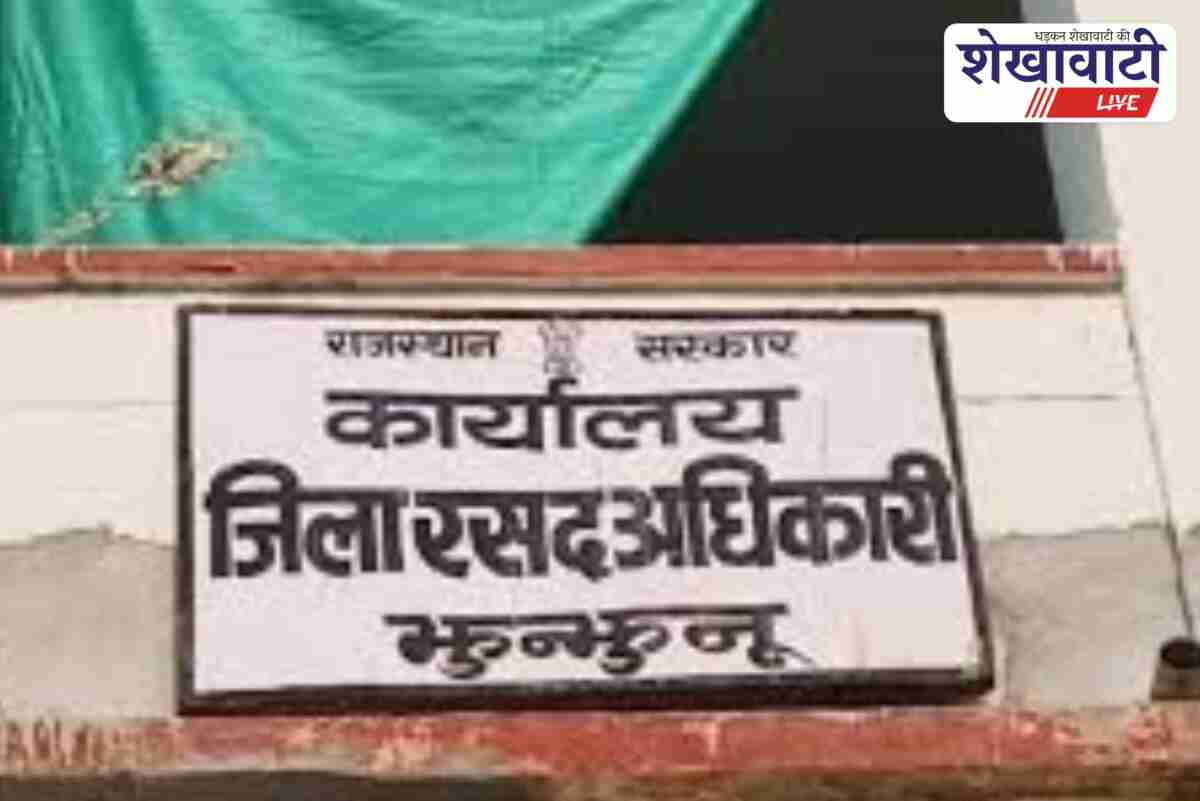 धड़कन शेखावाटी की
शेखावाटी
LIVE
राजस्थान सरकार
कार्यालय
जिला रसद अधिकारी
झुन्झुनू